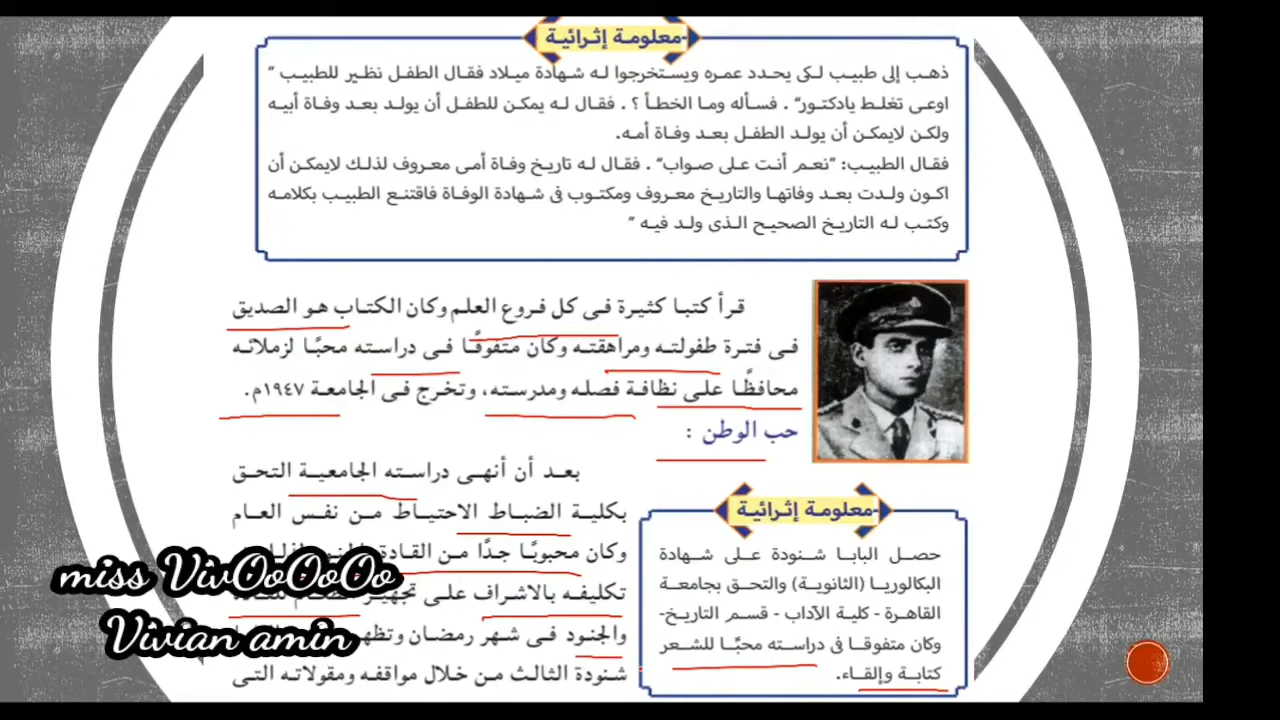 -معلومة إثرائية
ذهب إلى طبيب لكى يحدد عمره ويستخرجوا له شهادة ميلاد فقال الطفل نظير للطبيب "
اوعى تغلط يادكتور" . فسأله وما الخطأ ؟ . فقال له يمكن للطفل أن يولد بعد وفاة أبيه
ولكن لايمكن أن يولد الطفل بعد وفاة أمه.
فقال الطبيب: "نعم أنت على صواب" . فقال له تاريخ وفاة أمى معروف لذلك لايمكن أن
اكون ولدت بعد وفاتها والتاريخ معروف ومكتوب فى شهادة الوفاة فاقتنع الطبيب بكلامه
وكتب له التاريخ الصحيح الذى ولد فيه "
قرأ كتبا كثيرة فى كل فروع العلم وكان الكتاب هو الصديق
فى فترة طفولته ومراهقته وكان متفوقًا فى دراسته محبًا لزملائه
محافظًا على نظافة فصله ومدرسته، وتخرج فى الجامعة ١٩٤٧م.
حب الوطن :
بعد أن أنهى دراسته الجامعية التحق
بكلية الضباط الاحتياط من نفس العام
وكان محبوبًا جدًا من القادة
تكليفه بالاشراف على تجهيز
والجنود فى شهر رمضان
شنودة الثالث من خلال مواقفه ومقولاته التى
-معلومة إثرائية
حصل البابا شنودة على شهادة
البكالوريا (الثانوية) والتحق بجامعة
القاهرة - كلية الآداب - قسم التاريخ-
وكان متفوقا فى دراسته محبًا للشعر
كتابة وإلقاء.
miss VivOoOoOo
Vivian amin